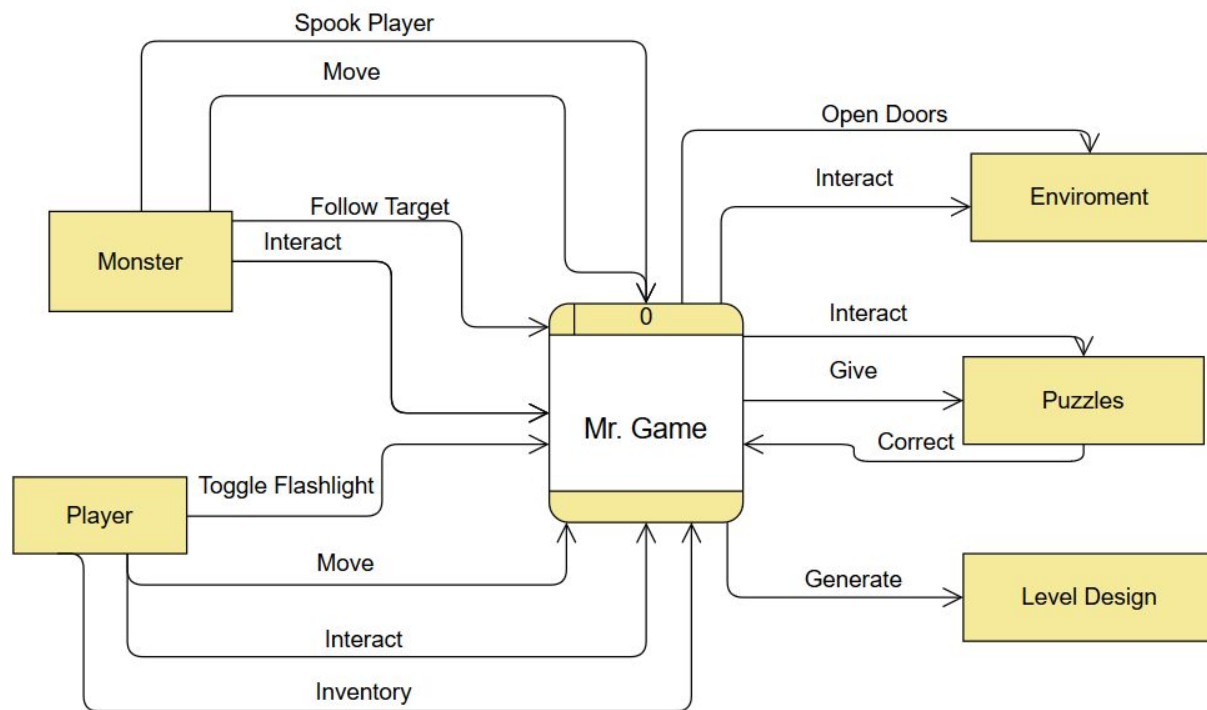 Spook Player
Move
Open Doors
Interact
Enviroment
Follow Target
Interact
Monster
0
Interact
Give
Puzzles
Mr. Game
Correct
Toggle Flashlight
Player
Move
Generate
Level Design
Interact
Inventory